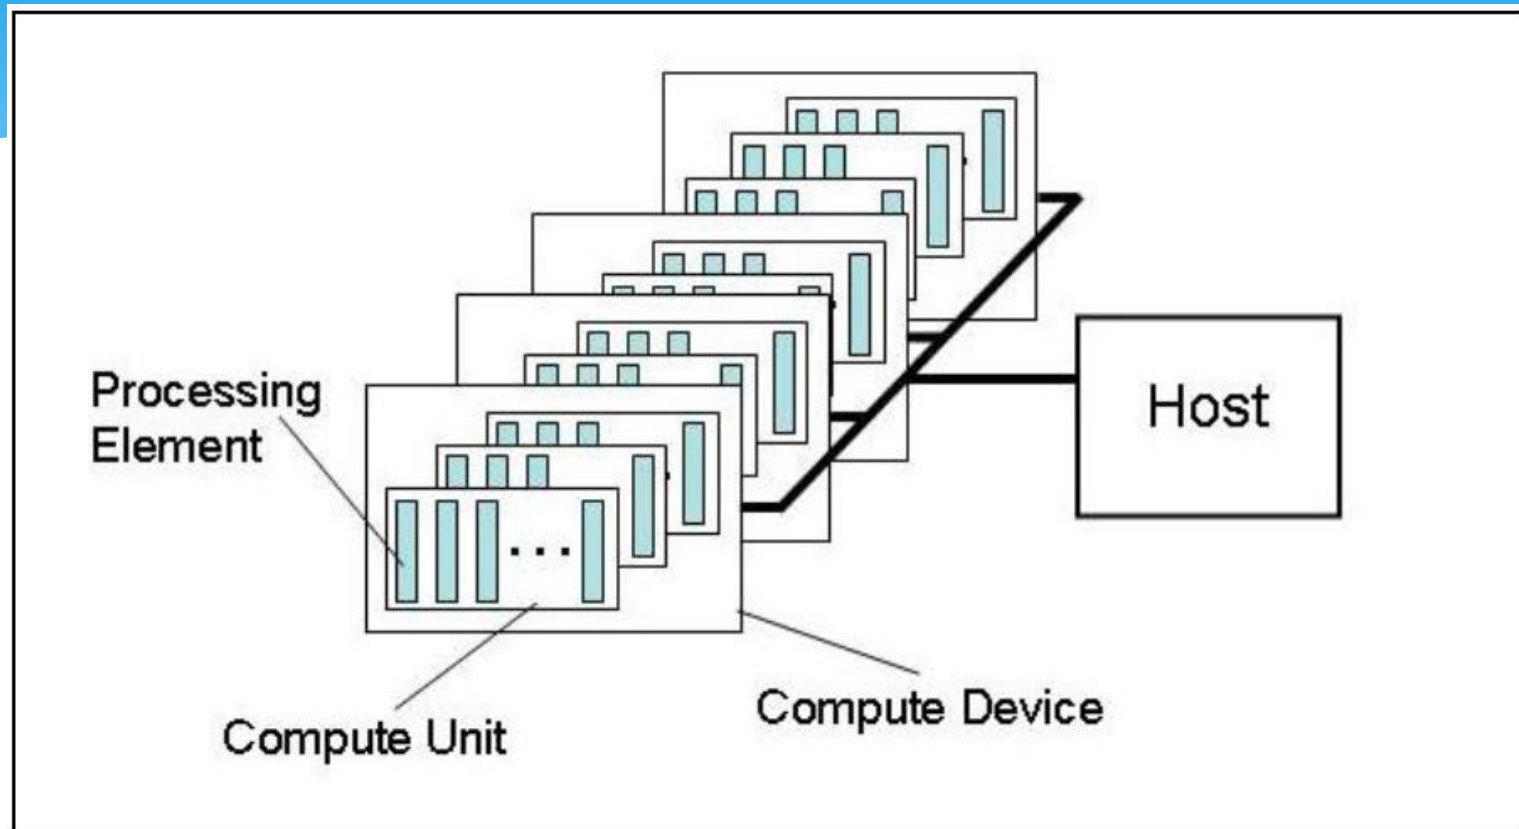 Processing
Element
Host
...
Compute Unit
Compute Device